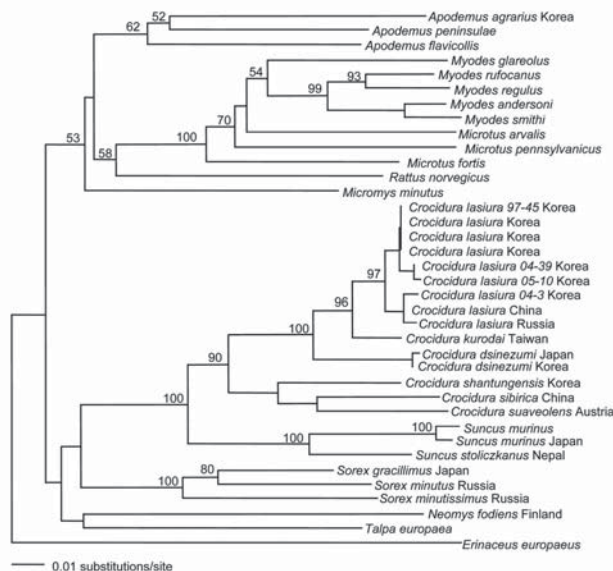 52
Apodemus agrarius Korea
62
Apodemus peninsulae
Apodemus flavicollis
Myodes glareolus
54
93
Myodes rufocanus
99
Myodes regulus
Myodes andersoni
70
Myodes smithi
53
100
Microtus arvalis
Microtus pennsylvanicus
58
Microtus fortis
Rattus norvegicus
Micromys minutus
Crocidura lasiura 97-45 Korea
Crocidura lasiura Korea
Crocidura lasiura Korea
Crocidura lasiura Korea
97
Crocidura lasiura 04-39 Korea
Crocidura lasiura 05-10 Korea
96
Crocidura lasiura 04-3 Korea
Crocidura lasiura China
Crocidura lasiura Russia
100
Crocidura kurodai Taiwan
90
Crocidura dsinezumi Japan
Crocidura dsinezumi Korea
Crocidura shantungensis Korea
100
Crocidura sibirica China
Crocidura suaveolens Austria
100
Suncus murinus
100
Suncus murinus Japan
Suncus stoliczkanus Nepal
80
Sorex gracillimus Japan
100
Sorex minutus Russia
Sorex minutissimus Russia
Neomys fodiens Finland
Talpa europaea
Erinaceus europaeus
0.01 substitutions/site